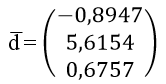 d̅ = (−0,8947
5,6154
0,6757)